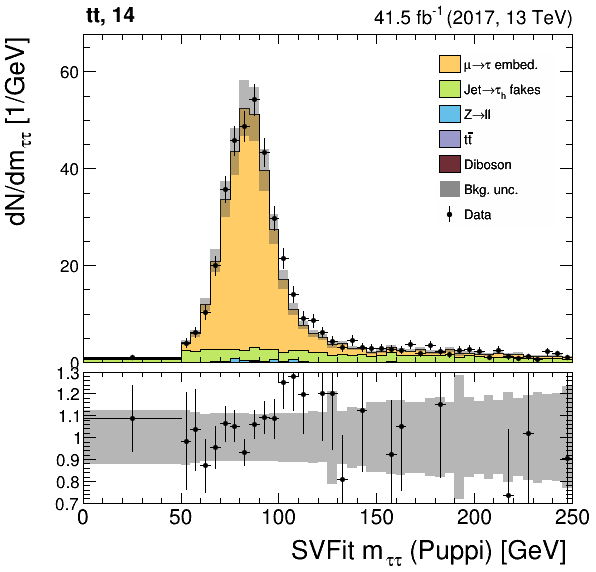 tt, 14
41.5 fb⁻¹ (2017, 13 TeV)
dN/dm_ττ [1/GeV]
60
40
20
0
μ→τ embed.
Jet→τ_h fakes
Z→ll
tt̄
Diboson
Bkg. unc.
Data
1.3
1.2
1.1
1
0.9
0.8
0.7
0 50 100 150 200 250
SVFit m_ττ (Puppi) [GeV]